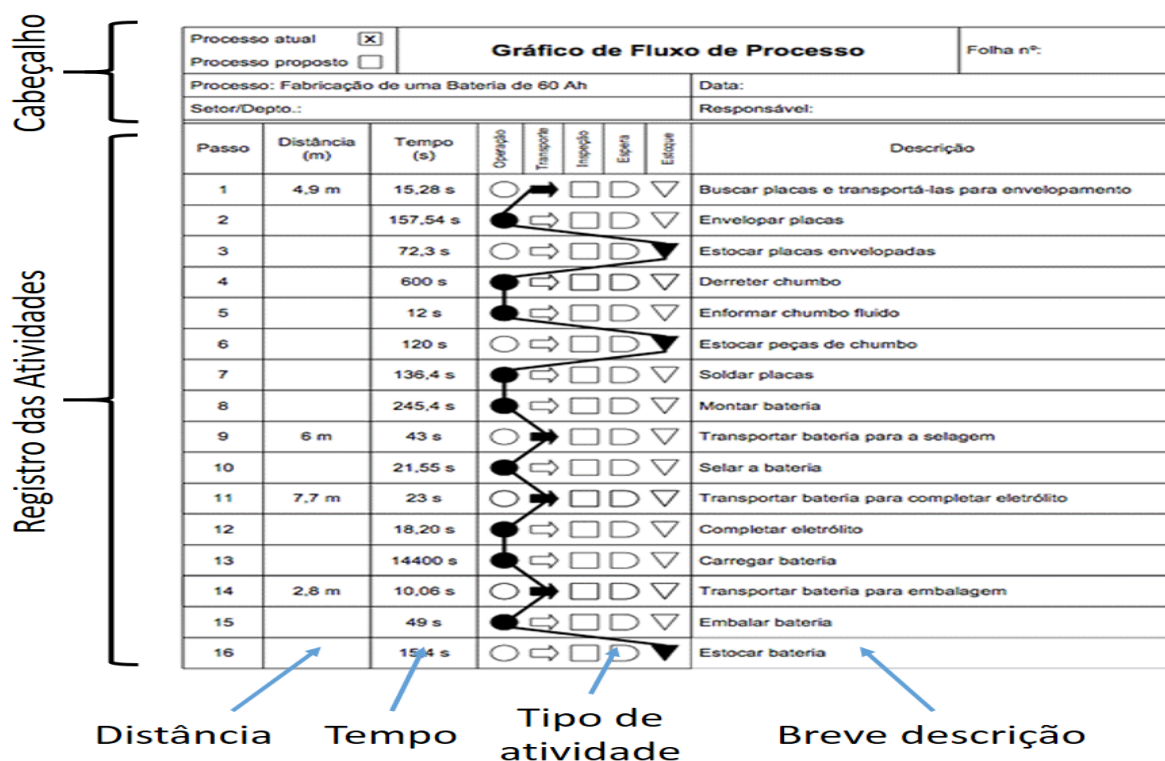 Cabeçalho
Processo atual X
Processo proposto
Gráfico de Fluxo de Processo
Folha nº:
Processo: Fabricação de uma Bateria de 60 Ah
Data:
Setor/Depto.:
Responsável:
Registro das Atividades
Passo Distância (m) Tempo (s) Operação Transporte Inspeção Espera Estoque Descrição
1 4,9 m 15,28 s Buscar placas e transportá-las para envelopamento
2 157,54 s Envelopar placas
3 72,3 s Estocar placas envelopadas
4 600 s Derreter chumbo
5 12 s Enformar chumbo fluido
6 120 s Estocar peças de chumbo
7 136,4 s Soldar placas
8 245,4 s Montar bateria
9 6 m 43 s Transportar bateria para a selagem
10 21,55 s Selar a bateria
11 7,7 m 23 s Transportar bateria para completar eletrólito
12 18,20 s Completar eletrólito
13 14400 s Carregar bateria
14 2,8 m 10,06 s Transportar bateria para embalagem
15 49 s Embalar bateria
16 15,4 s Estocar bateria
Distância
Tempo
Tipo de
atividade
Breve descrição